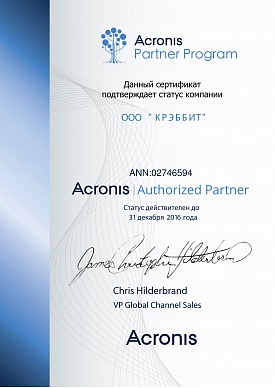 Acronis
Partner Program
Данный сертификат
подтверждает статус компании
ООО " КРЭББИТ"
ANN:02746594
Acronis | Authorized Partner
Статус действителен до
31 декабря 2016 года
Chris Hilderbrand
VP Global Channel Sales
Acronis